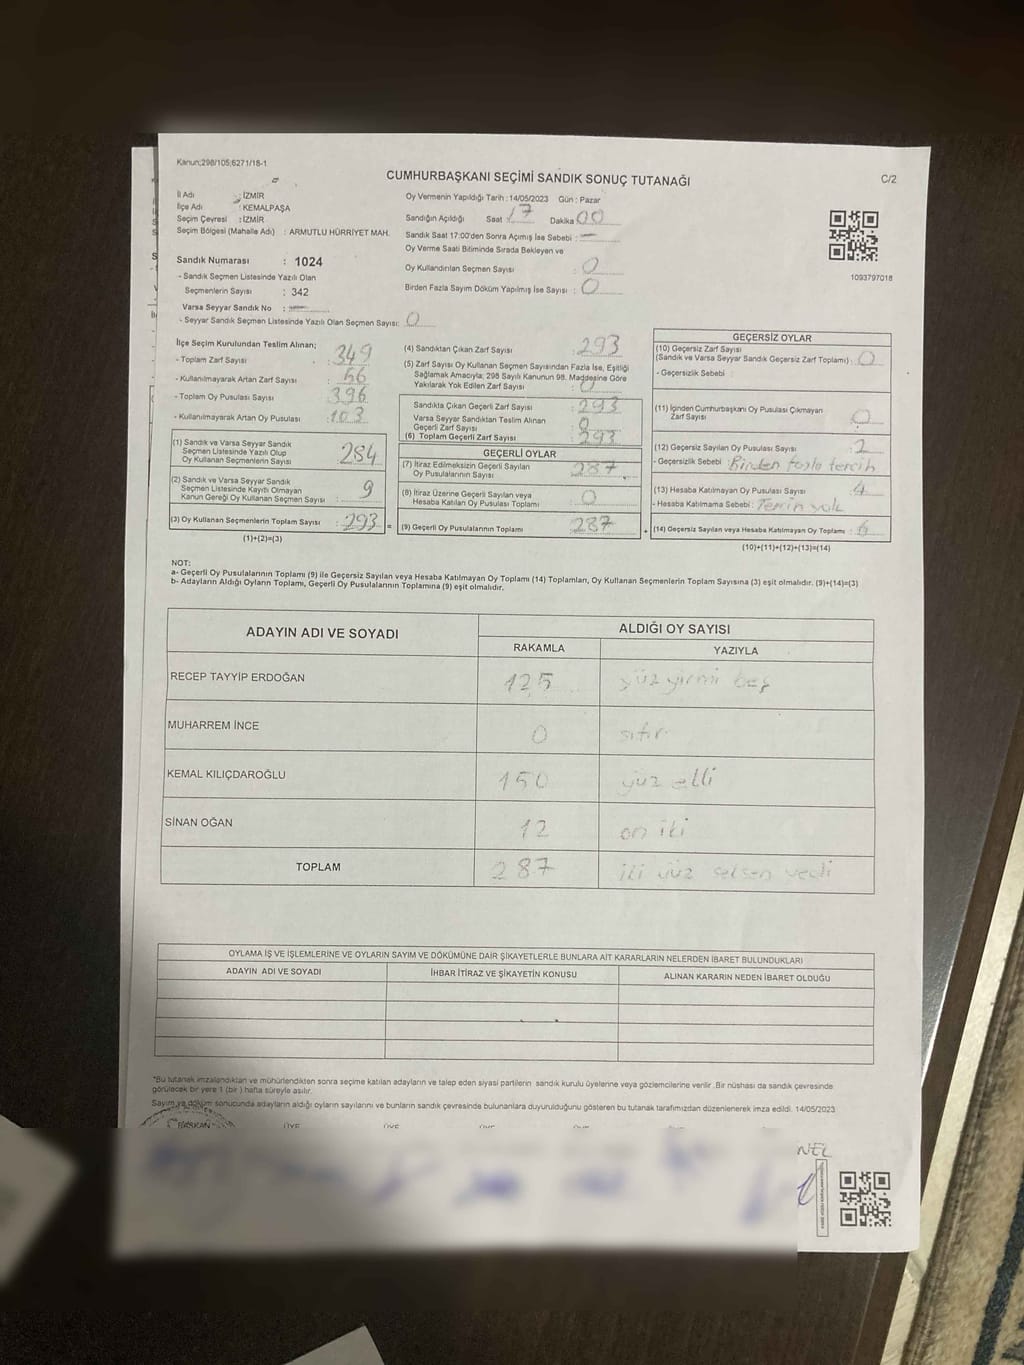 Kanun;298/105;6271/18-1
CUMHURBAŞKANI SEÇİMİ SANDIK SONUÇ TUTANAĞI
C/2
İl Adı : İZMİR
İlçe Adı : KEMALPAŞA
Seçim Çevresi : İZMİR
Seçim Bölgesi (Mahalle Adı) : ARMUTLU HÜRRİYET MAH.
Sandık Numarası : 1024
- Sandık Seçmen Listesinde Yazılı Olan
Seçmenlerin Sayısı : 342
Varsa Seyyar Sandık No :
- Seyyar Sandık Seçmen Listesinde Yazılı Olan Seçmen Sayısı: 0
Oy Vermenin Yapıldığı Tarih : 14/05/2023 Gün : Pazar
Sandığın Açıldığı Saat 17 Dakika 00
Sandık Saat 17:00'den Sonra Açımış İse Sebebi : -
Oy Verme Saati Bitiminde Sırada Bekleyen ve
Oy Kullandırılan Seçmen Sayısı : 0
Birden Fazla Sayım Döküm Yapılmış İse Sayısı : 0
1093797018
İlçe Seçim Kurulundan Teslim Alınan;
- Toplam Zarf Sayısı : 349
- Kullanılmayarak Artan Zarf Sayısı : 56
- Toplam Oy Pusulası Sayısı : 396
- Kullanılmayarak Artan Oy Pusulası : 103
(1) Sandık ve Varsa Seyyar Sandık
Seçmen Listesinde Yazılı Olup
Oy Kullanan Seçmenlerin Sayısı : 284
(2) Sandık ve Varsa Seyyar Sandık
Seçmen Listesinde Kayıtlı Olmayan
Kanun Gereği Oy Kullanan Seçmen Sayısı : 9
(3) Oy Kullanan Seçmenlerin Toplam Sayısı : 293
(1)+(2)=(3)
(4) Sandıktan Çıkan Zarf Sayısı : 293
(5) Zarf Sayısı Oy Kullanan Seçmen Sayısından Fazla İse, Eşitliği
Sağlamak Amacıyla; 298 Sayılı Kanunun 98. Maddesine Göre
Yakılarak Yok Edilen Zarf Sayısı : 0
Sandıkta Çıkan Geçerli Zarf Sayısı : 293
Varsa Seyyar Sandıktan Teslim Alınan
Geçerli Zarf Sayısı : 0
(6) Toplam Geçerli Zarf Sayısı : 293
GEÇERLİ OYLAR
(7) İtiraz Edilmeksizin Geçerli Sayılan
Oy Pusulalarının Sayısı : 287
(8) İtiraz Üzerine Geçerli Sayılan veya
Hesaba Katılan Oy Pusulası Toplamı : 0
= (9) Geçerli Oy Pusulalarının Toplamı : 287
GEÇERSİZ OYLAR
(10) Geçersiz Zarf Sayısı
(Sandık ve Varsa Seyyar Sandık Geçersiz Zarf Toplamı) : 0
- Geçersizlik Sebebi :
(11) İçinden Cumhurbaşkanı Oy Pusulası Çıkmayan
Zarf Sayısı : 0
(12) Geçersiz Sayılan Oy Pusulası Sayısı : 2
- Geçersizlik Sebebi : Birden fazla tercih
(13) Hesaba Katılmayan Oy Pusulası Sayısı : 4
- Hesaba Katılmama Sebebi :
+ (14) Geçersiz Sayılan veya Hesaba Katılmayan Oy Toplamı : 6
(10)+(11)+(12)+(13)=(14)
NOT:
a- Geçerli Oy Pusulalarının Toplamı (9) ile Geçersiz Sayılan veya Hesaba Katılmayan Oy Toplamı (14) Toplamları, Oy Kullanan Seçmenlerin Toplam Sayısına (3) eşit olmalıdır. (9)+(14)=(3)
b- Adayların Aldığı Oyların Toplamı, Geçerli Oy Pusulalarının Toplamına (9) eşit olmalıdır.
ADAYIN ADI VE SOYADI
ALDIĞI OY SAYISI
RAKAMLA YAZIYLA
RECEP TAYYİP ERDOĞAN 125 yüz yirmi beş
MUHARREM İNCE 0 sıfır
KEMAL KILIÇDAROĞLU 150 yüz elli
SİNAN OĞAN 12 on iki
TOPLAM 287 iki yüz seksen yedi
OYLAMA İŞ VE İŞLEMLERİNE VE OYLARIN SAYIM VE DÖKÜMÜNE DAİR ŞİKAYETLERLE BUNLARA AİT KARARLARIN NELERDEN İBARET BULUNDUKLARI
ADAYIN ADI VE SOYADI İHBAR İTİRAZ VE ŞİKAYETİN KONUSU ALINAN KARARIN NEDEN İBARET OLDUĞU
*Bu tutanak imzalandıktan ve mühürlendikten sonra seçime katılan adayların ve talep eden siyasi partilerin sandık kurulu üyelerine veya gözlemcilerine verilir .Bir nüshası da sandık çevresinde
görülecek bir yere 1 (bir ) hafta süreyle asılır.
Sayım ve döküm sonucunda adayların aldığı oyların sayılarını ve bunların sandık çevresinde bulunanlara duyurulduğunu gösteren bu tutanak tarafımızdan düzenlenerek imza edildi. 14/05/2023
BAŞKAN ÜYE ÜYE